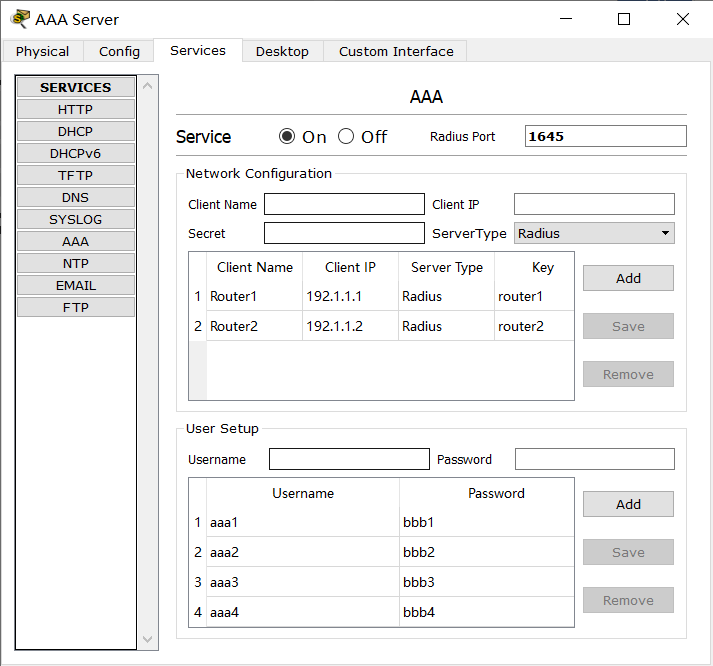 AAA Server
Physical Config Services Desktop Custom Interface
SERVICES
HTTP
DHCP
DHCPv6
TFTP
DNS
SYSLOG
AAA
NTP
EMAIL
FTP
AAA
Service On Off Radius Port 1645
Network Configuration
Client Name Client IP
Secret ServerType Radius
Client Name Client IP Server Type Key
1 Router1 192.1.1.1 Radius router1
2 Router2 192.1.1.2 Radius router2
Add
Save
Remove
User Setup
Username Password
Username Password
1 aaa1 bbb1
2 aaa2 bbb2
3 aaa3 bbb3
4 aaa4 bbb4
Add
Save
Remove